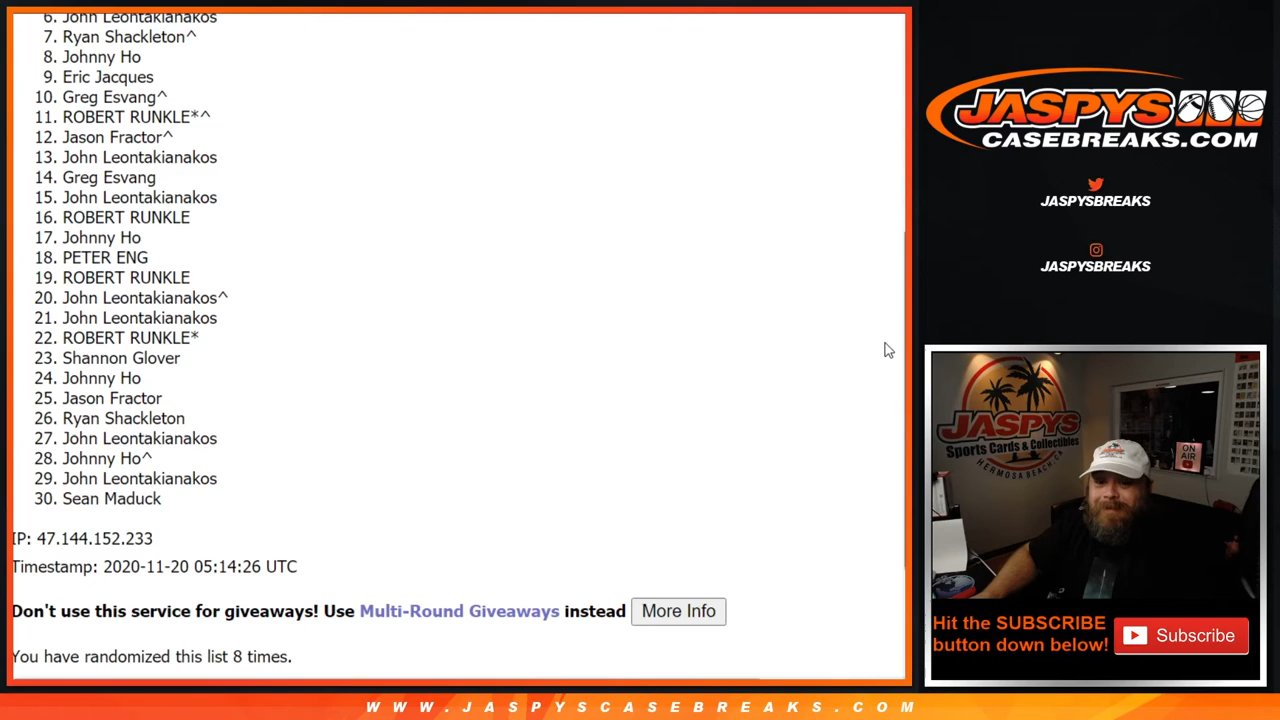 6. John Leontakianakos
7. Ryan Shackleton^
8. Johnny Ho
9. Eric Jacques
10. Greg Esvang^
11. ROBERT RUNKLE*^
12. Jason Fractor^
13. John Leontakianakos
14. Greg Esvang
15. John Leontakianakos
16. ROBERT RUNKLE
17. Johnny Ho
18. PETER ENG
19. ROBERT RUNKLE
20. John Leontakianakos^
21. John Leontakianakos
22. ROBERT RUNKLE*
23. Shannon Glover
24. Johnny Ho
25. Jason Fractor
26. Ryan Shackleton
27. John Leontakianakos
28. Johnny Ho^
29. John Leontakianakos
30. Sean Maduck
IP: 47.144.152.233
Timestamp: 2020-11-20 05:14:26 UTC
Don't use this service for giveaways! Use Multi-Round Giveaways instead More Info
You have randomized this list 8 times.
JASPYS
CASEBREAKS.COM
JASPYSBREAKS
JASPYSBREAKS
JASPYS
Sports Cards & Collectibles
HERMOSA BEACH, CA
ON
AIR
Hit the SUBSCRIBE
button down below!
Subscribe
WWW.JASPYSCASEBREAKS.COM